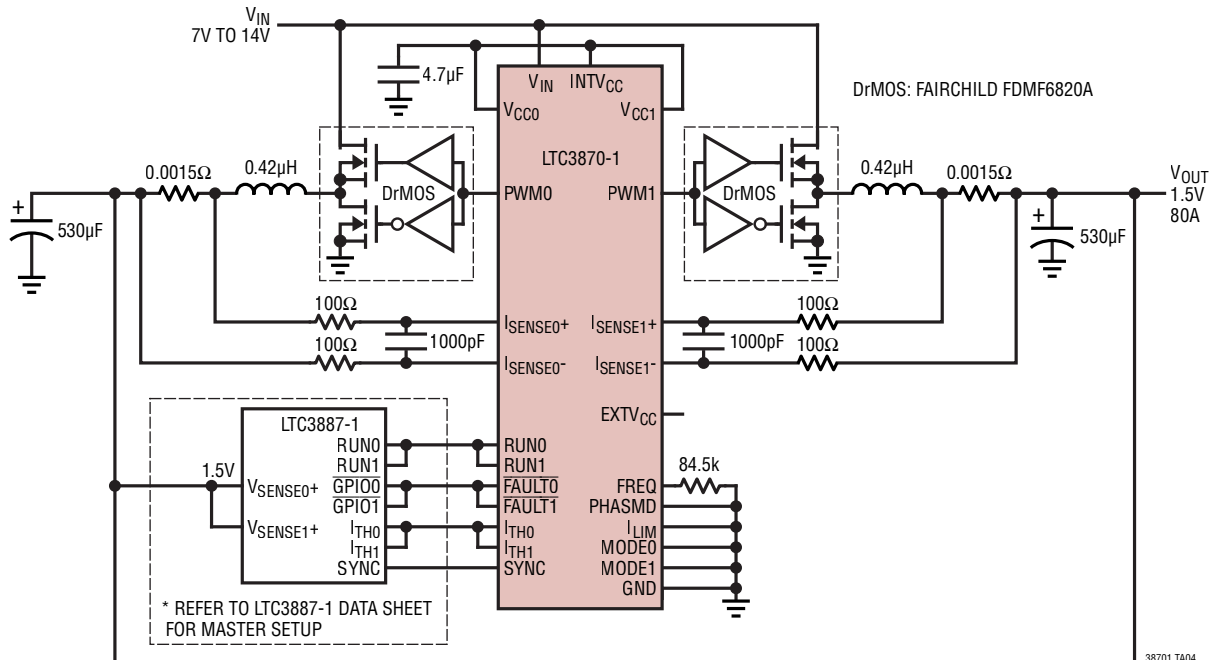 VIN
7V TO 14V
4.7µF
VIN
INTVCC
VCC0
VCC1
DrMOS: FAIRCHILD FDMF6820A
LTC3870-1
0.0015Ω
0.42µH
DrMOS
PWM0
PWM1
DrMOS
0.42µH
0.0015Ω
VOUT
1.5V
80A
+
530µF
+
530µF
100Ω
ISENSE0+
ISENSE1+
100Ω
1000pF
1000pF
100Ω
ISENSE0-
ISENSE1-
100Ω
EXTVCC
LTC3887-1
RUN0
RUN0
RUN1
RUN1
1.5V
VSENSE0+
GPIO0
FAULT0
FREQ
84.5k
GPIO1
FAULT1
PHASMD
VSENSE1+
ITH0
ITH0
ILIM
ITH1
ITH1
MODE0
SYNC
SYNC
MODE1
GND
* REFER TO LTC3887-1 DATA SHEET
FOR MASTER SETUP
38701 TA04